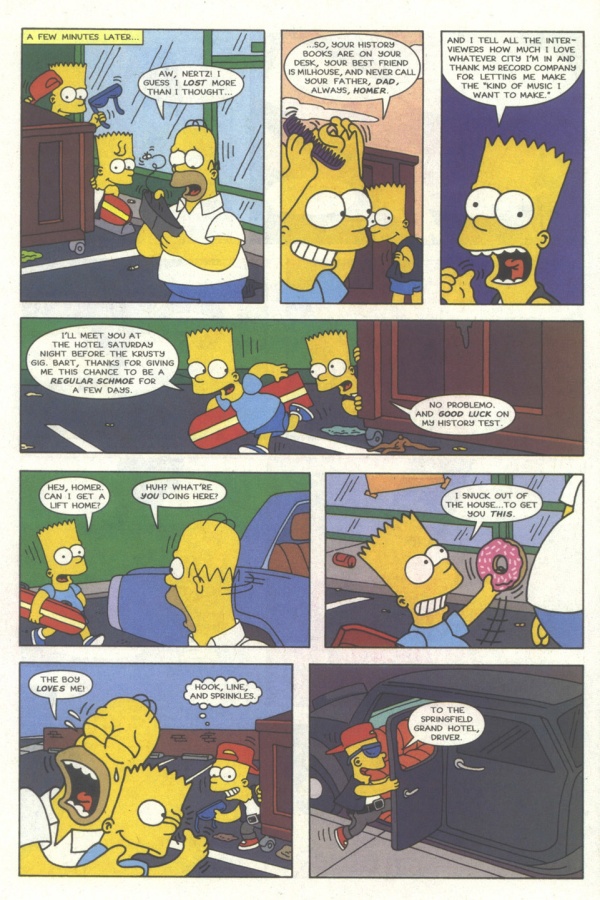 A FEW MINUTES LATER...
AW, NERTZ! I
GUESS I LOST MORE
THAN I THOUGHT...
...SO, YOUR HISTORY
BOOKS ARE ON YOUR
DESK, YOUR BEST FRIEND
IS MILHOUSE, AND NEVER CALL
YOUR FATHER, DAD,
ALWAYS, HOMER.
AND I TELL ALL THE INTER-
VIEWERS HOW MUCH I LOVE
WHATEVER CITY I'M IN AND
THANK MY RECORD COMPANY
FOR LETTING ME MAKE
THE "KIND OF MUSIC I
WANT TO MAKE."
I'LL MEET YOU AT
THE HOTEL SATURDAY
NIGHT BEFORE THE KRUSTY
GIG. BART, THANKS FOR GIVING
ME THIS CHANCE TO BE A
REGULAR SCHMOE FOR
A FEW DAYS.
NO PROBLEMO.
AND GOOD LUCK ON
MY HISTORY TEST.
HEY, HOMER.
CAN I GET A
LIFT HOME?
HUH? WHAT'RE
YOU DOING HERE?
I SNUCK OUT OF
THE HOUSE...TO GET
YOU THIS.
THE BOY
LOVES ME!
HOOK, LINE,
AND SPRINKLES.
TO THE
SPRINGFIELD
GRAND HOTEL,
DRIVER.